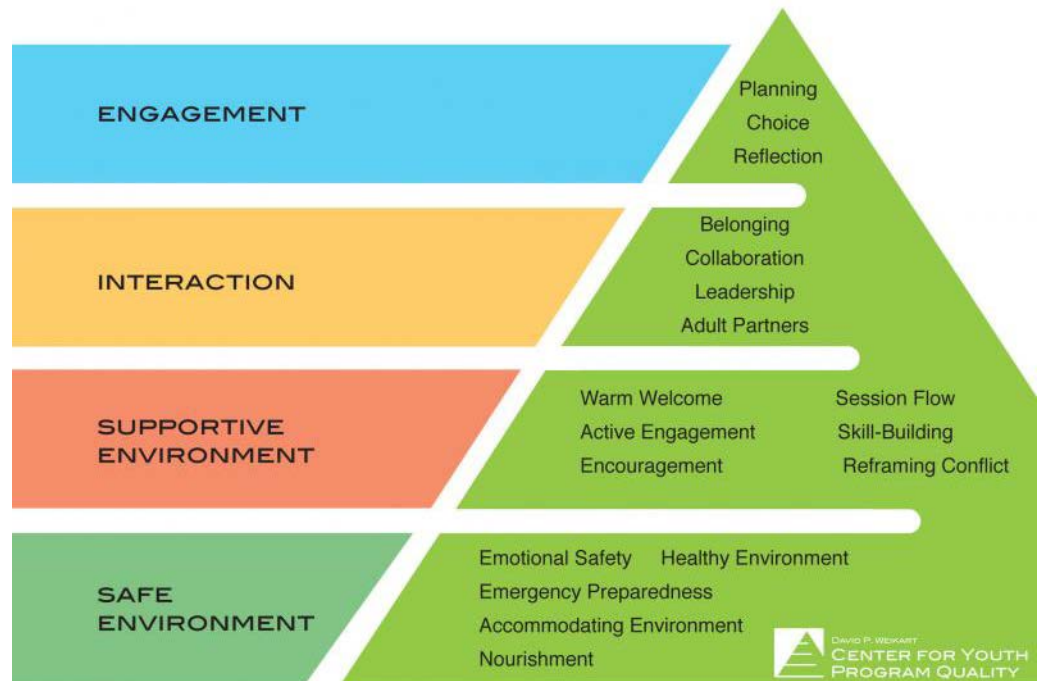 ENGAGEMENT
Planning
Choice
Reflection
INTERACTION
Belonging
Collaboration
Leadership
Adult Partners
SUPPORTIVE
ENVIRONMENT
Warm Welcome
Active Engagement
Encouragement
Session Flow
Skill-Building
Reframing Conflict
SAFE
ENVIRONMENT
Emotional Safety Healthy Environment
Emergency Preparedness
Accommodating Environment
Nourishment
DAVID P. WEIKART
CENTER FOR YOUTH
PROGRAM QUALITY